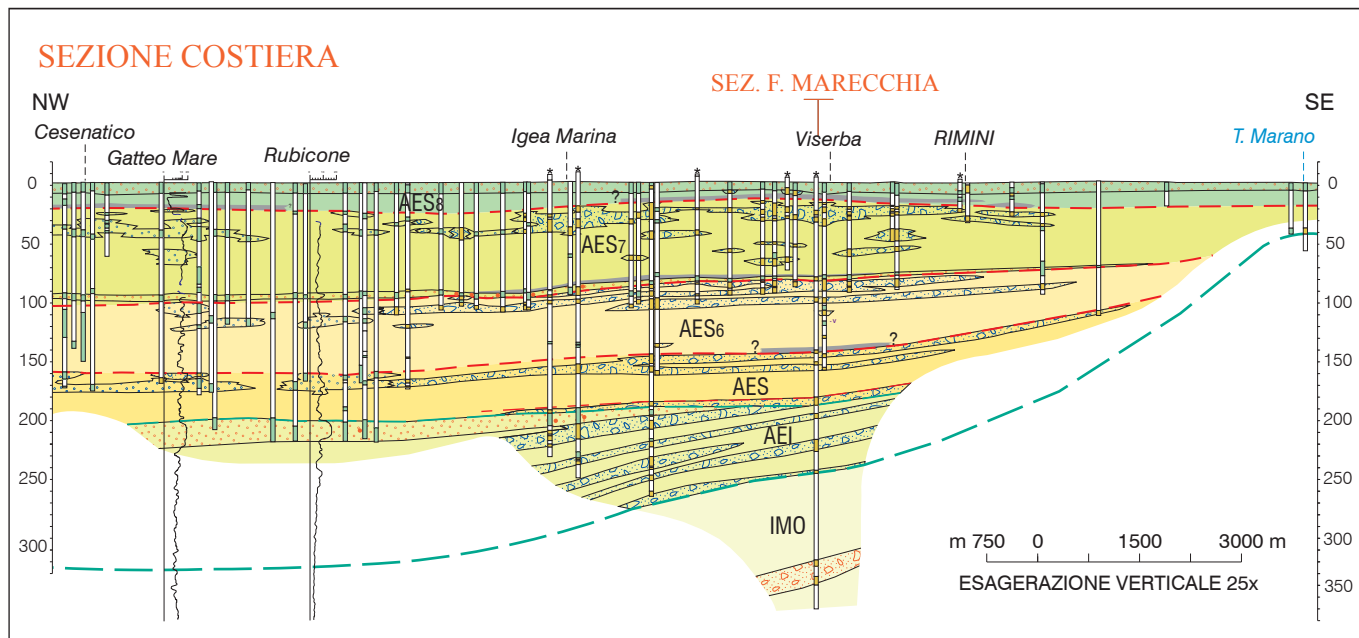 SEZIONE COSTIERA
SEZ. F. MARECCHIA
NW
SE
Cesenatico
Gatteo Mare
Rubicone
Igea Marina
Viserba
RIMINI
T. Marano
* * * * * *
0
50
100
150
200
250
300
0
50
100
150
200
250
300
350
AES8
?
AES7
AES6
?
?
AES
AEI
IMO
m 750 0 1500 3000 m
ESAGERAZIONE VERTICALE 25x